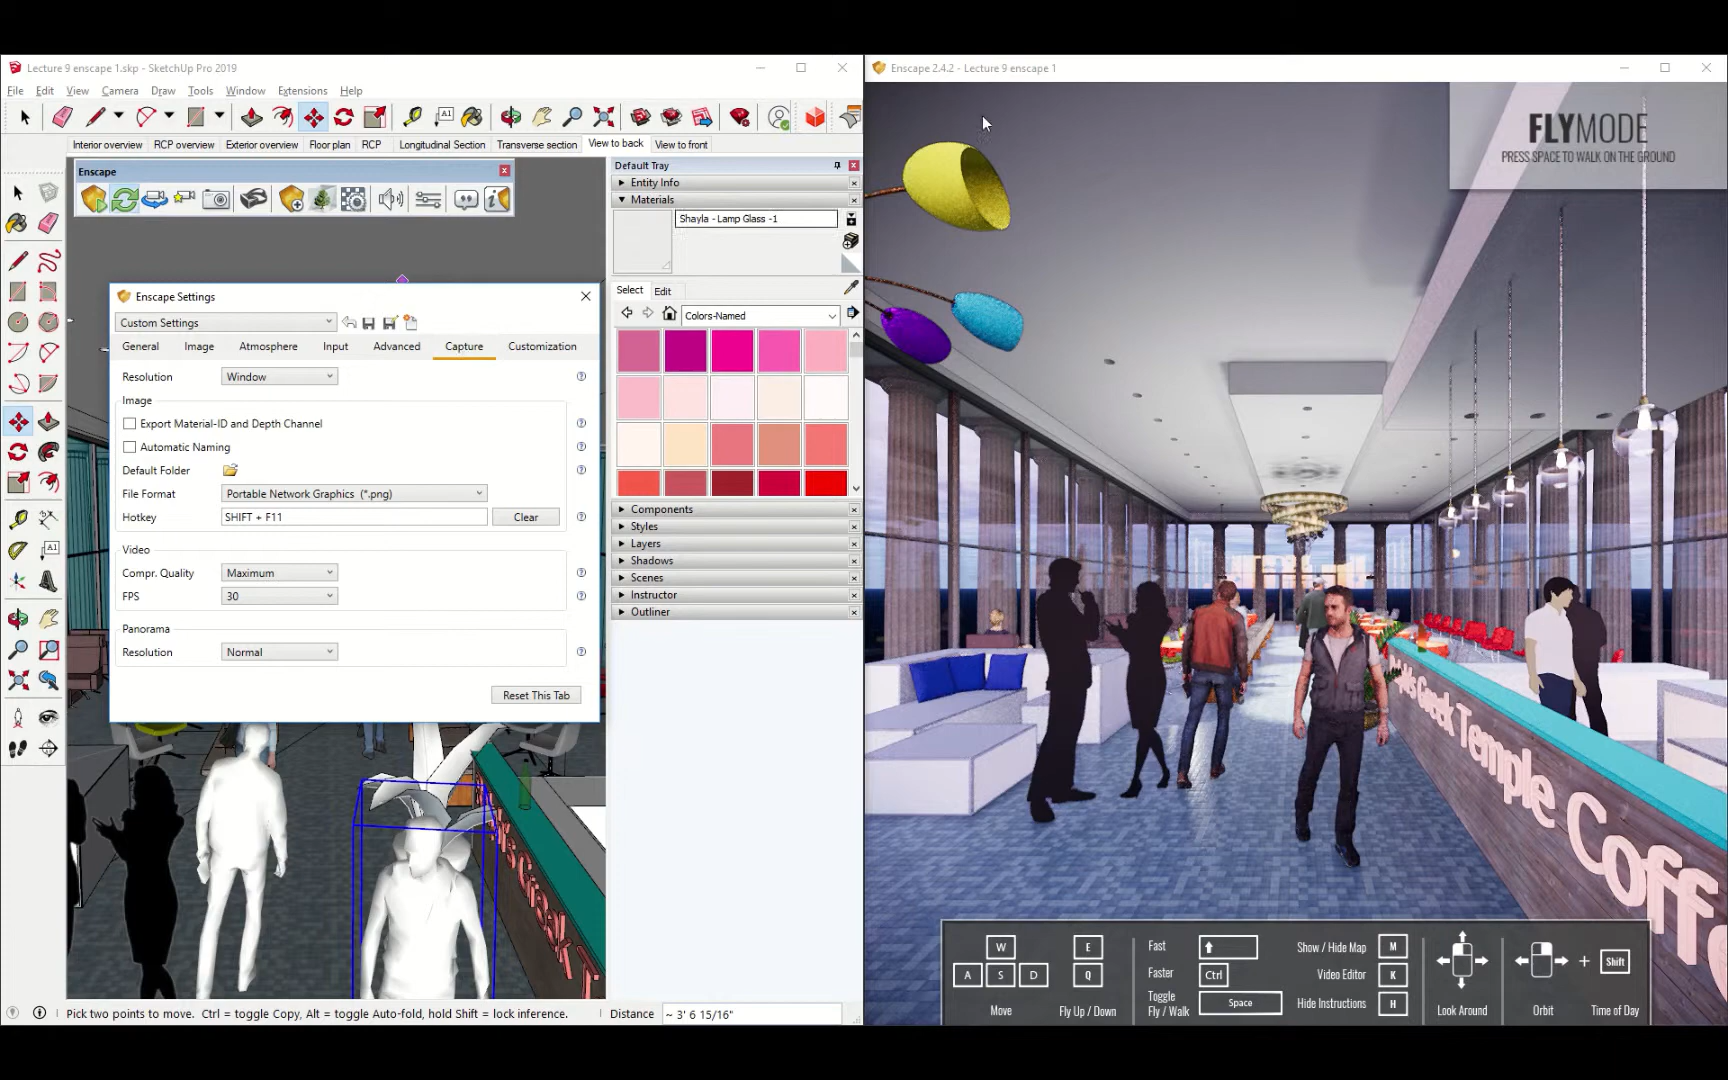 Lecture 9 enscape 1.skp - SketchUp Pro 2019
File Edit View Camera Draw Tools Window Extensions Help
Interior overview RCP overview Exterior overview Floor plan RCP Longitudinal Section Transverse section View to back View to front
Enscape
Enscape Settings
Custom Settings
General Image Atmosphere Input Advanced Capture Customization
Resolution Window
Image
Export Material-ID and Depth Channel
Automatic Naming
Default Folder
File Format Portable Network Graphics (*.png)
Hotkey SHIFT + F11 Clear
Video
Compr. Quality Maximum
FPS 30
Panorama
Resolution Normal
Reset This Tab
Default Tray
Entity Info
Materials
Shayla - Lamp Glass -1
Select Edit
Colors-Named
Components
Styles
Layers
Shadows
Scenes
Instructor
Outliner
Pick two points to move. Ctrl = toggle Copy, Alt = toggle Auto-fold, hold Shift = lock inference.
Distance ~ 3' 6 15/16"
Enscape 2.4.2 - Lecture 9 enscape 1
FLYMODE
PRESS SPACE TO WALK ON THE GROUND
Greek Temple Coff
W
A S D
Move
E
Q
Fly Up / Down
Fast
Faster Ctrl
Toggle
Fly / Walk
Space
Show / Hide Map M
Video Editor K
Hide Instructions H
Look Around
Orbit
+ Shift
Time of Day